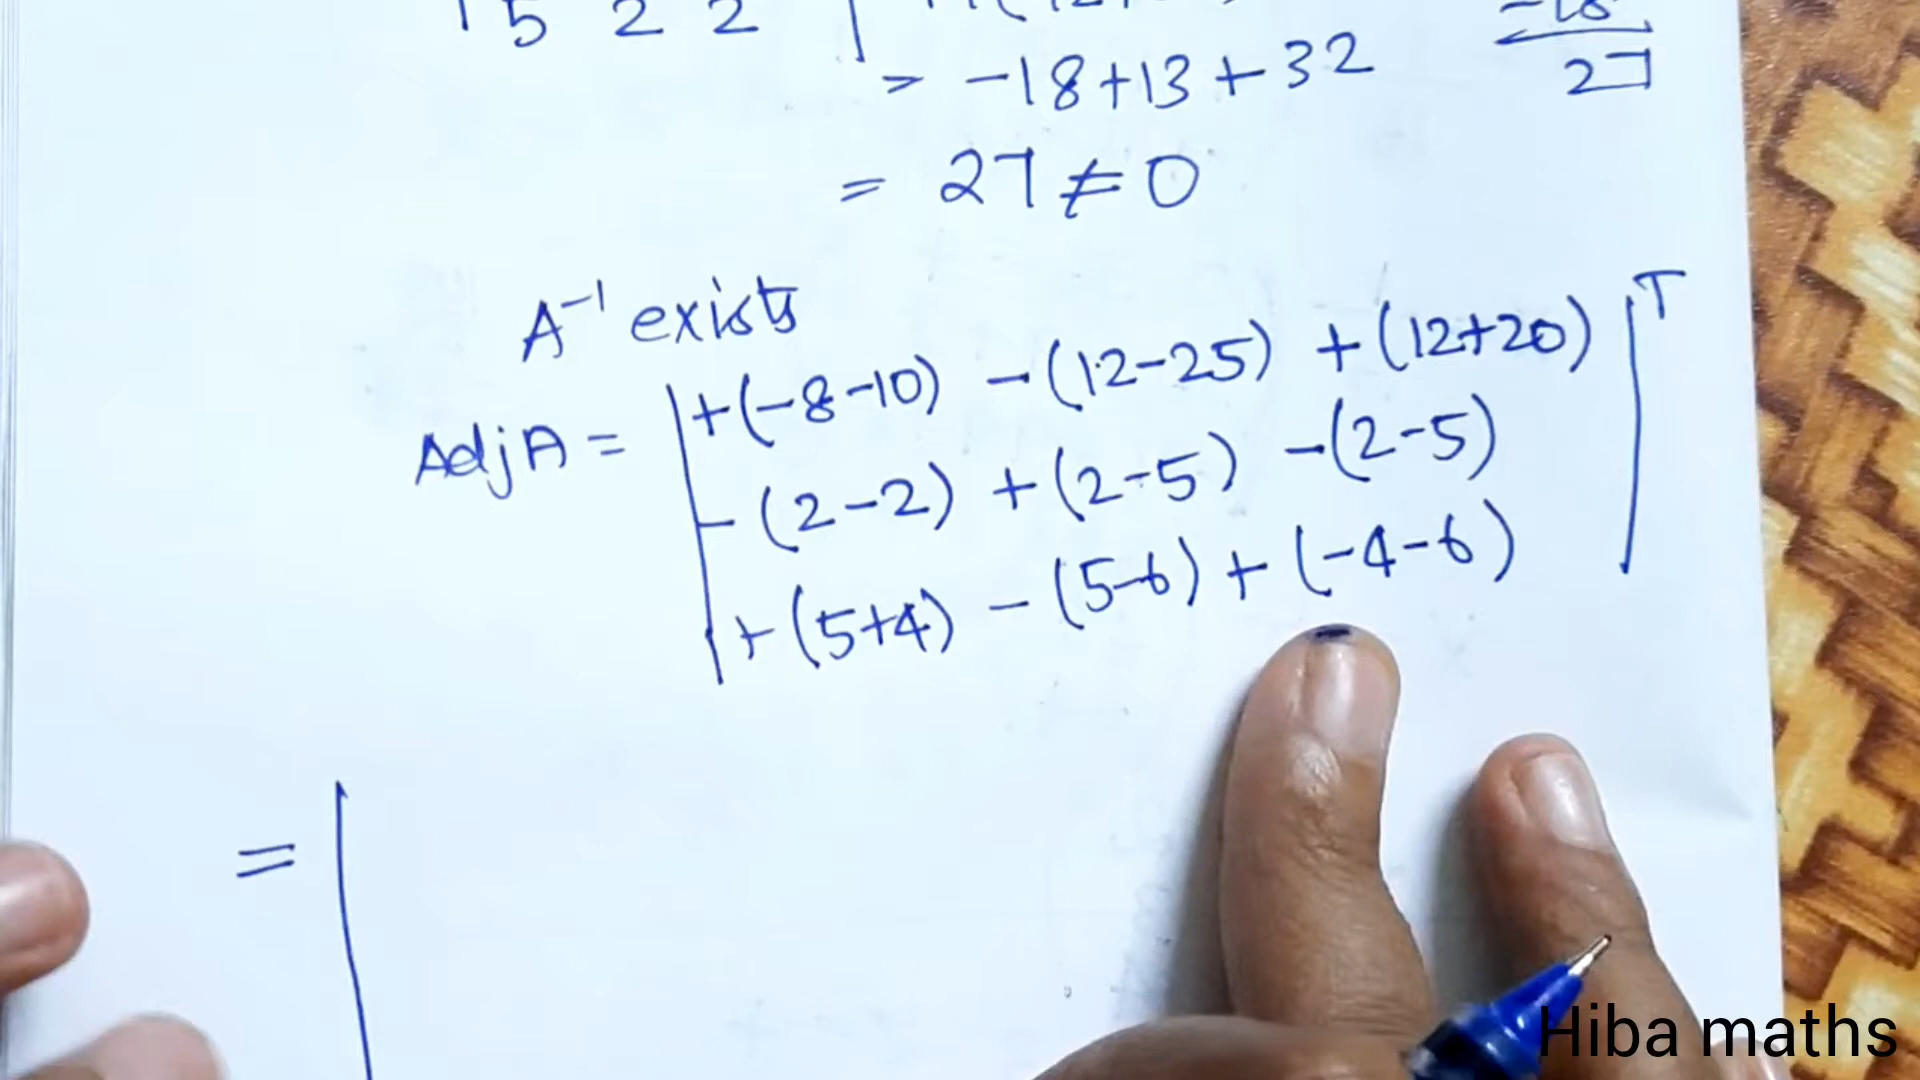 5 2 2
= -18+13+32
27
= 27 ≠ 0
A⁻¹ exists
AdjA = | +(-8-10) -(12-25) +(12+20) |ᵀ
-(2-2) +(2-5) -(2-5)
+(5+4) -(5-6) +(-4-6)
=
Hiba maths